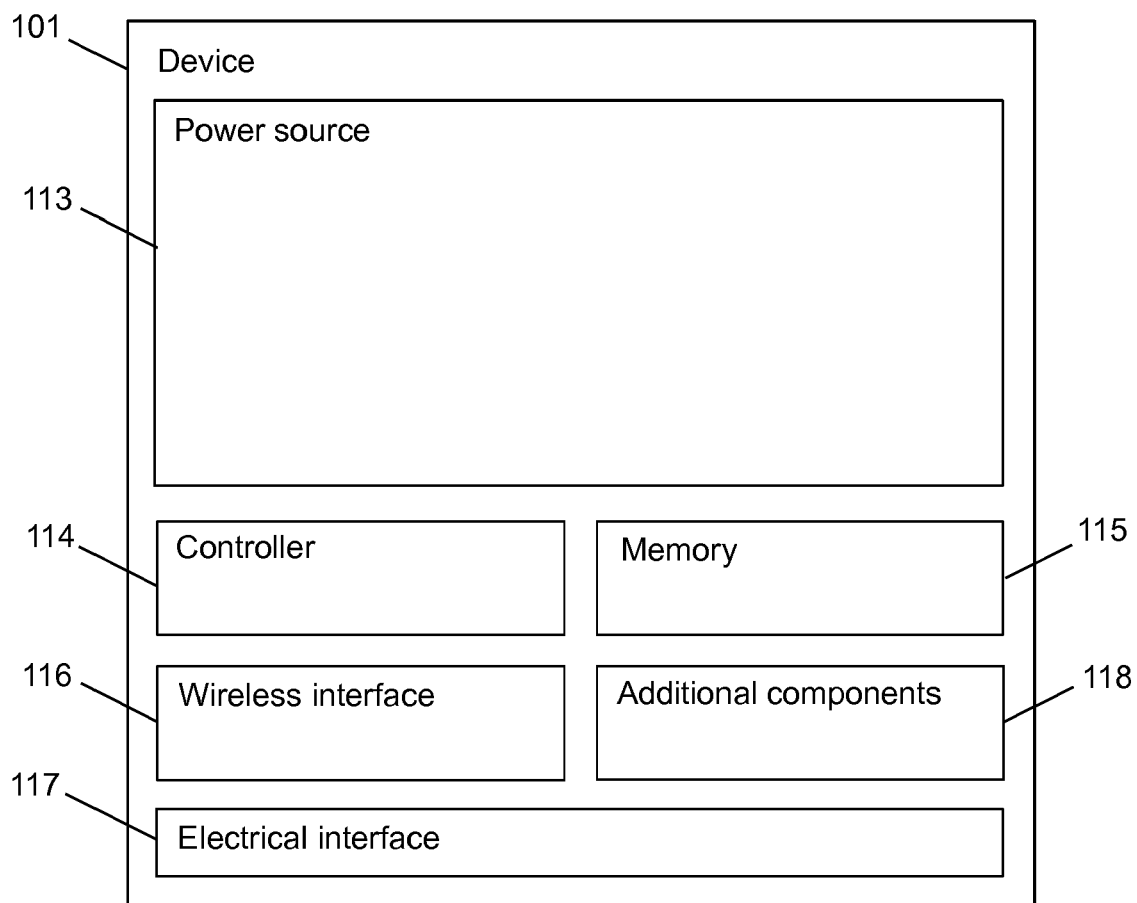 101
Device
Power source
113
114
Controller
Memory
115
116
Wireless interface
Additional components
118
117
Electrical interface